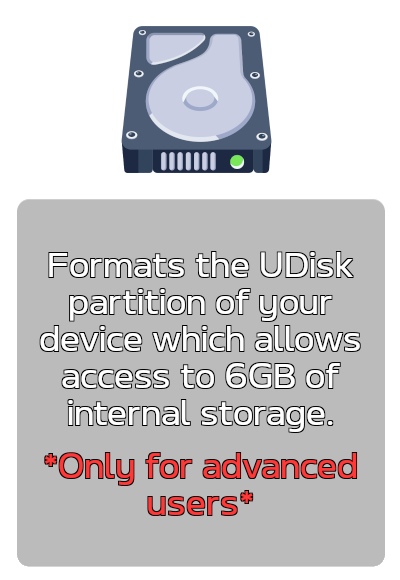 Formats the UDisk
partition of your
device which allows
access to 6GB of
internal storage.
*Only for advanced
users*